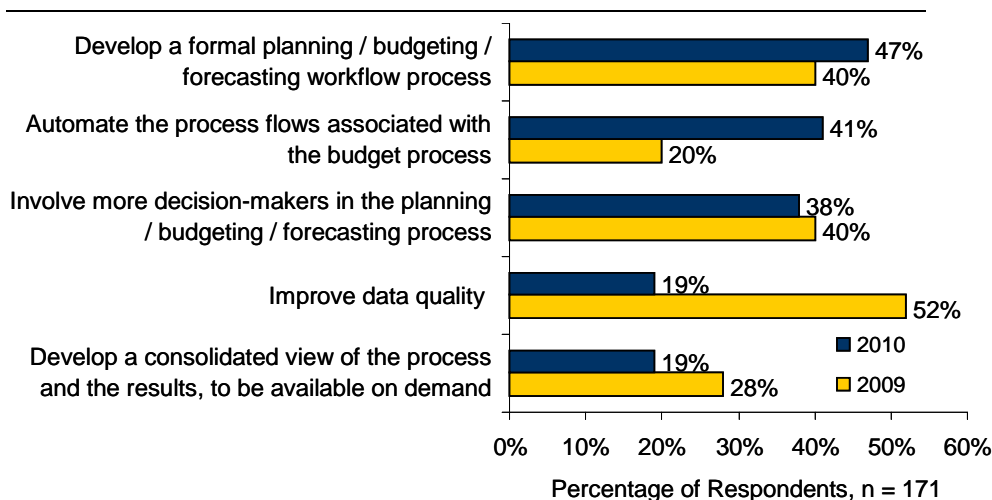 Develop a formal planning / budgeting /
forecasting workflow process
47%
40%
Automate the process flows associated with
the budget process
41%
20%
Involve more decision-makers in the planning
/ budgeting / forecasting process
38%
40%
Improve data quality
19%
52%
Develop a consolidated view of the process
and the results, to be available on demand
19%
28%
2010
2009
0% 10% 20% 30% 40% 50% 60%
Percentage of Respondents, n = 171